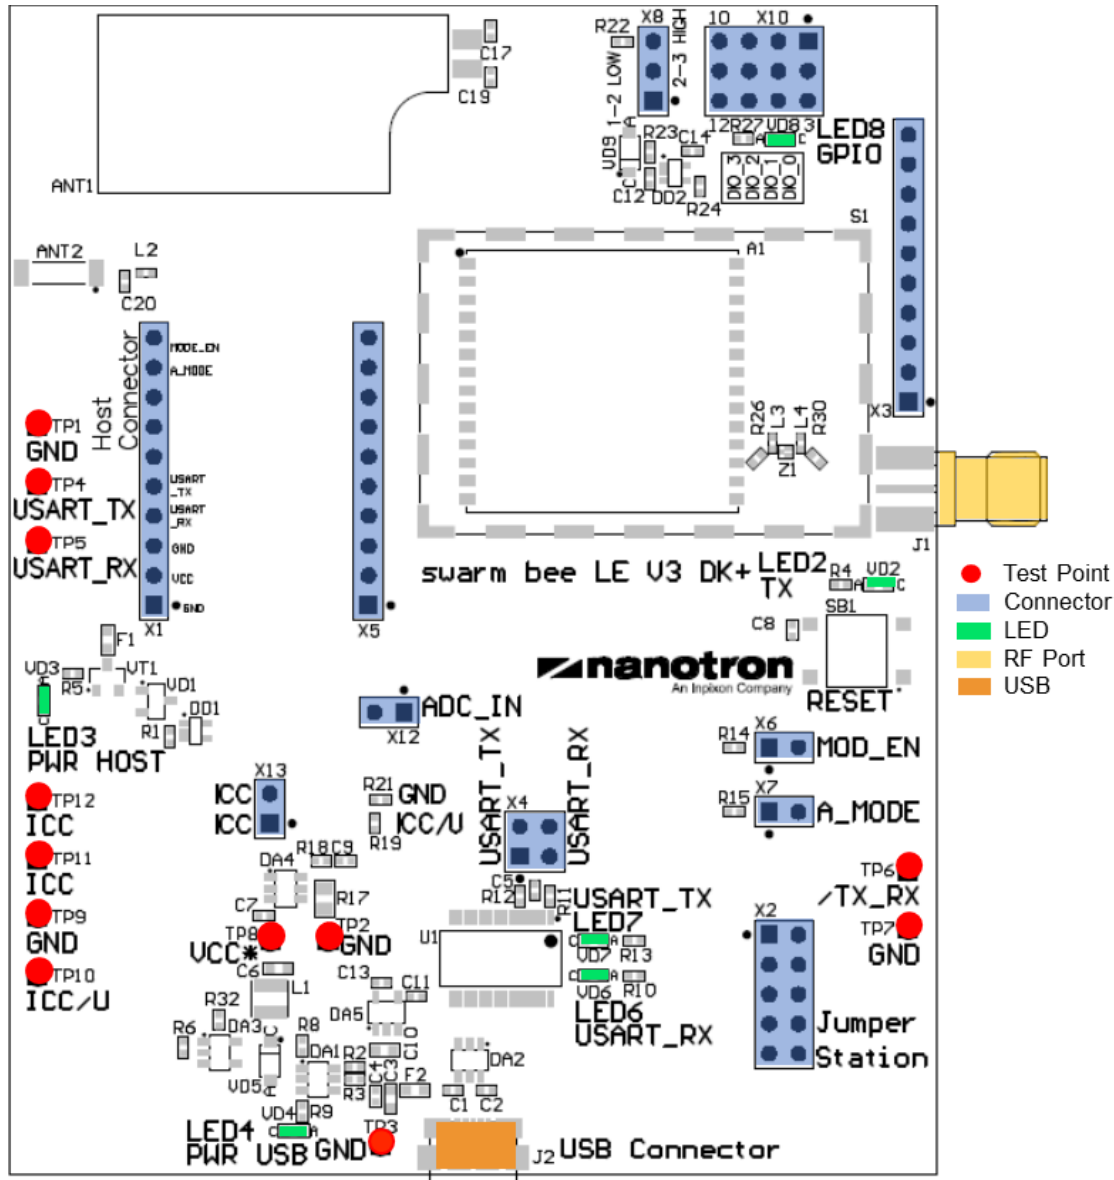 R22
X8
10 X10
C17
1-2 LOW
2-3 HIGH
C19
12 R27 VD8 3
A C
LED8
GPIO
A
VD9
C
R23
C14
C12
DD2
R24
DIO_3
DIO_2
DIO_1
DIO_0
ANT1
S1
ANT2
L2
A1
C20
Host
Connector
MODE_EN
A_MODE
TP1
GND
X3
R26
L3
L4
R30
Z1
TP4
USART_TX
USART
_TX
USART
_RX
TP5
USART_RX
GND
VCC
GND
J1
swarm bee LE V3 DK+
LED2
TX
R4 A VD2 C
Test Point
Connector
LED
RF Port
USB
X1
X5
SB1
C8
F1
VD3
R5
VT1
VD1
DD1
R1
nanotron
An Inpixon Company
RESET
LED3
PWR HOST
ADC_IN
X12
X6
R14
MOD_EN
USART_TX
USART_RX
X13
ICC
ICC
R21
GND
ICC/U
R19
X4
X7
R15
A_MODE
TP12
ICC
TP11
ICC
R18 C9
DA4
R17
C7
C5
R12
R11
USART_TX
LED7
TP6
/TX_RX
TP9
GND
TP8
VCC*
TP2
GND
U1
C VD7 A
R13
X2
TP7
GND
TP10
ICC/U
C6
L1
C13
C11
DA5
C VD6 A
R10
LED6
USART_RX
Jumper
Station
R32
R6
DA3
C
VD5
A
R8
DA1
R2
R3
C10
C4
C3
F2
DA2
C1
C2
R9
VD4
C A
LED4
PWR USB
TP3
GND
J2
USB Connector